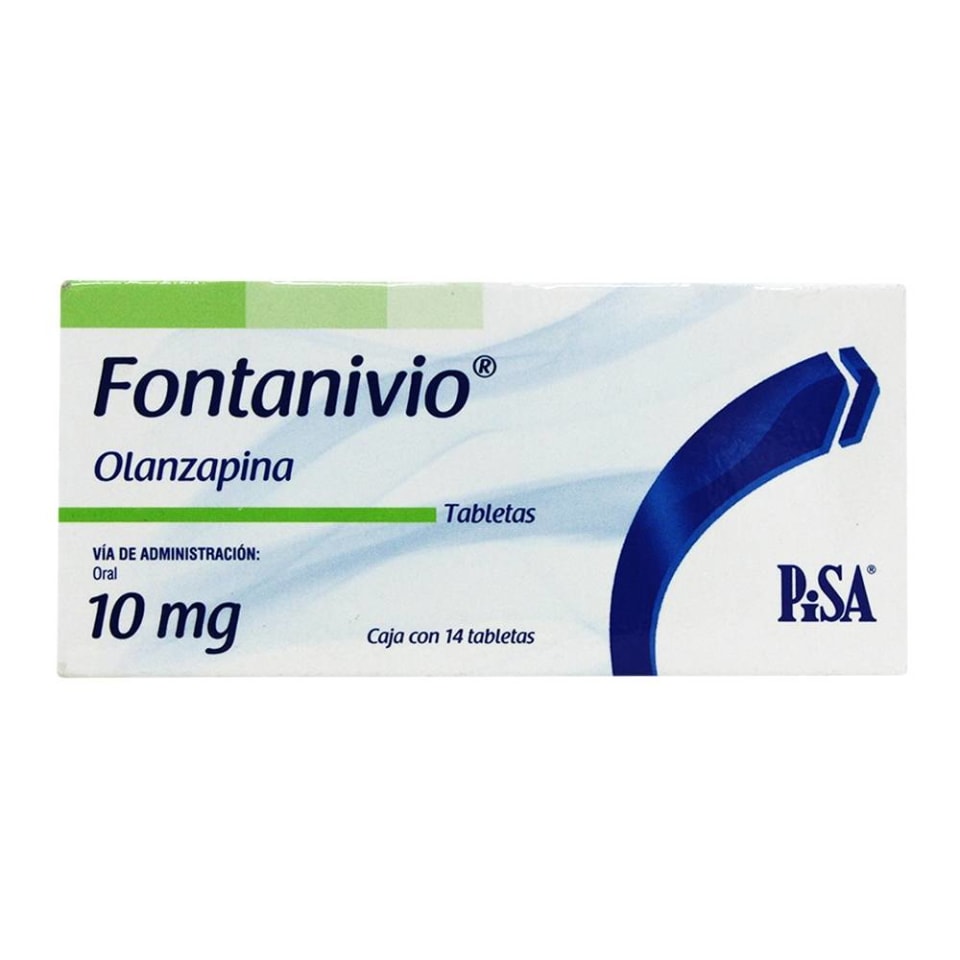 Fontanivio®
Olanzapina
Tabletas
VÍA DE ADMINISTRACIÓN:
Oral
10 mg
Caja con 14 tabletas
PiSA®